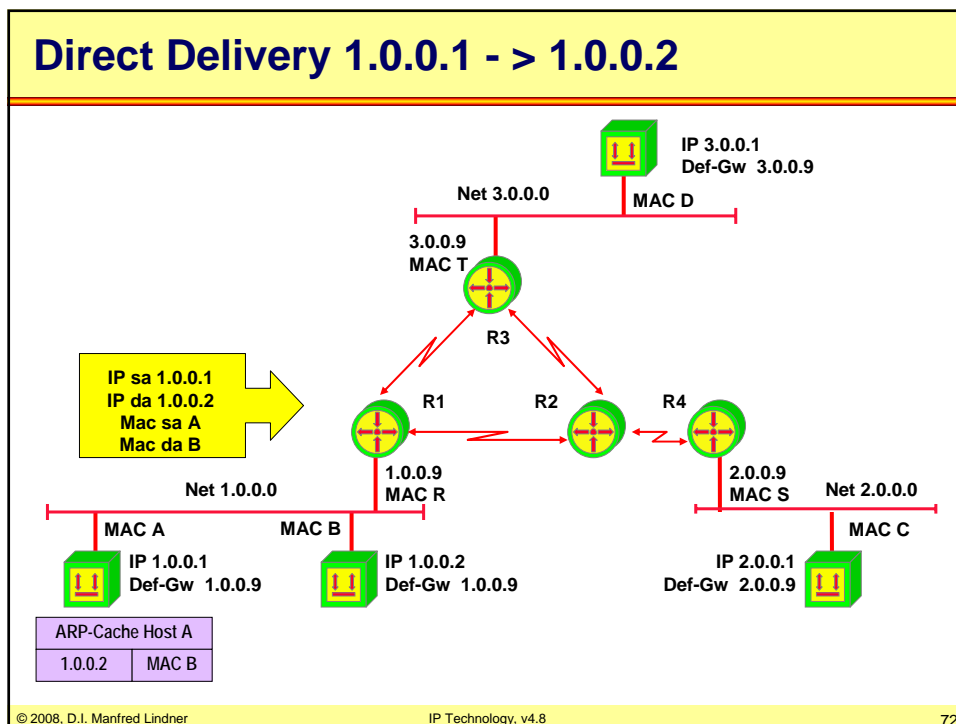 Direct Delivery 1.0.0.1 - > 1.0.0.2
IP 3.0.0.1
Def-Gw 3.0.0.9
Net 3.0.0.0
MAC D
3.0.0.9
MAC T
R3
IP sa 1.0.0.1
IP da 1.0.0.2
Mac sa A
Mac da B
R1
R2
R4
1.0.0.9
MAC R
2.0.0.9
MAC S
Net 1.0.0.0
Net 2.0.0.0
MAC A
MAC B
MAC C
IP 1.0.0.1
Def-Gw 1.0.0.9
IP 1.0.0.2
Def-Gw 1.0.0.9
IP 2.0.0.1
Def-Gw 2.0.0.9
ARP-Cache Host A
1.0.0.2 MAC B
© 2008, D.I. Manfred Lindner
IP Technology, v4.8
72